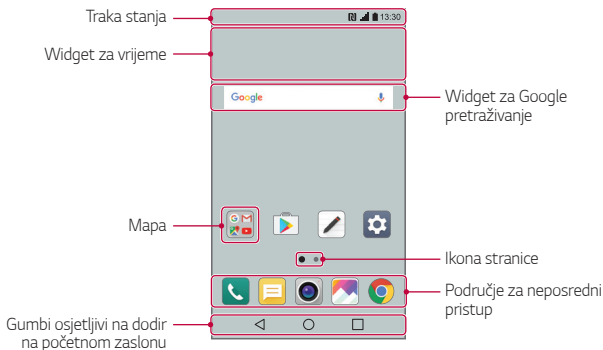 Traka stanja
13:30
Widget za vrijeme
Google
Widget za Google
pretraživanje
G M
Mapa
Ikona stranice
Područje za neposredni
pristup
Gumbi osjetljivi na dodir
na početnom zaslonu